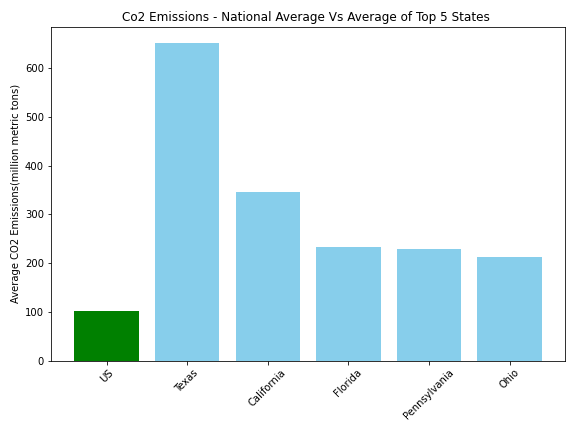 Co2 Emissions - National Average Vs Average of Top 5 States
Average CO2 Emissions(million metric tons)
600
500
400
300
200
100
0
US
Texas
California
Florida
Pennsylvania
Ohio